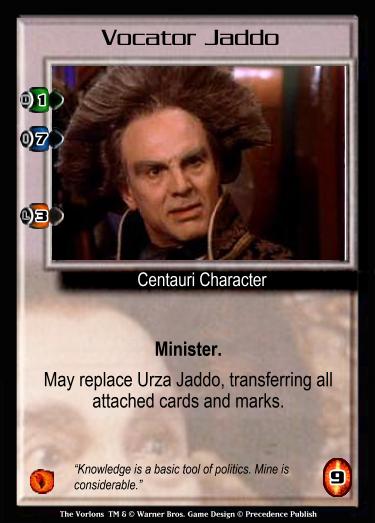 Vocator Jaddo
D 1
I 7
L 3
Centauri Character
Minister.
May replace Urza Jaddo, transferring all
attached cards and marks.
"Knowledge is a basic tool of politics. Mine is
considerable."
9
The Vorlons TM & © Warner Bros. Game Design © Precedence Publish